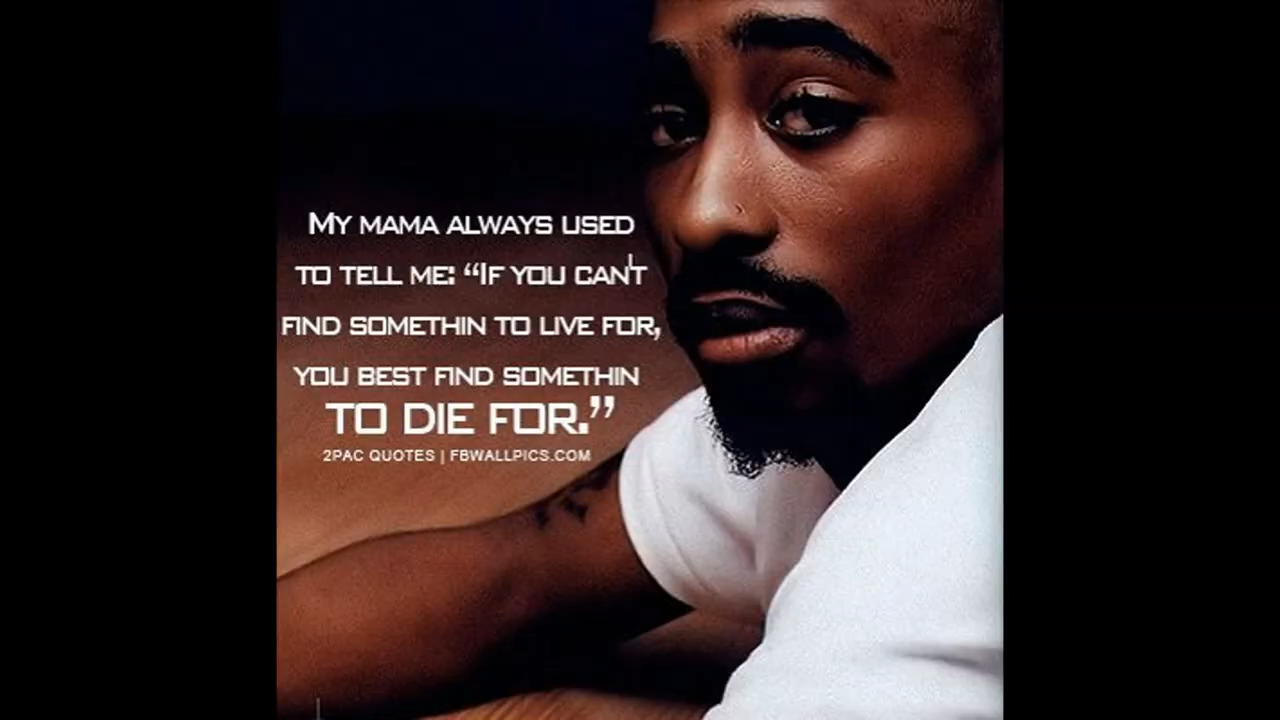 My mama always used
to tell me: “If you can't
find somethin to live for,
you best find somethin
to die for.”
2PAC QUOTES | FBWALLPICS.COM